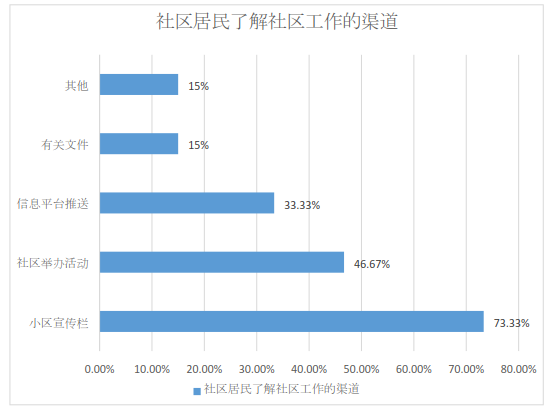 社区居民了解社区工作的渠道
其他
15%
有关文件
15%
信息平台推送
33.33%
社区举办活动
46.67%
小区宣传栏
73.33%
0.00% 10.00% 20.00% 30.00% 40.00% 50.00% 60.00% 70.00% 80.00%
社区居民了解社区工作的渠道